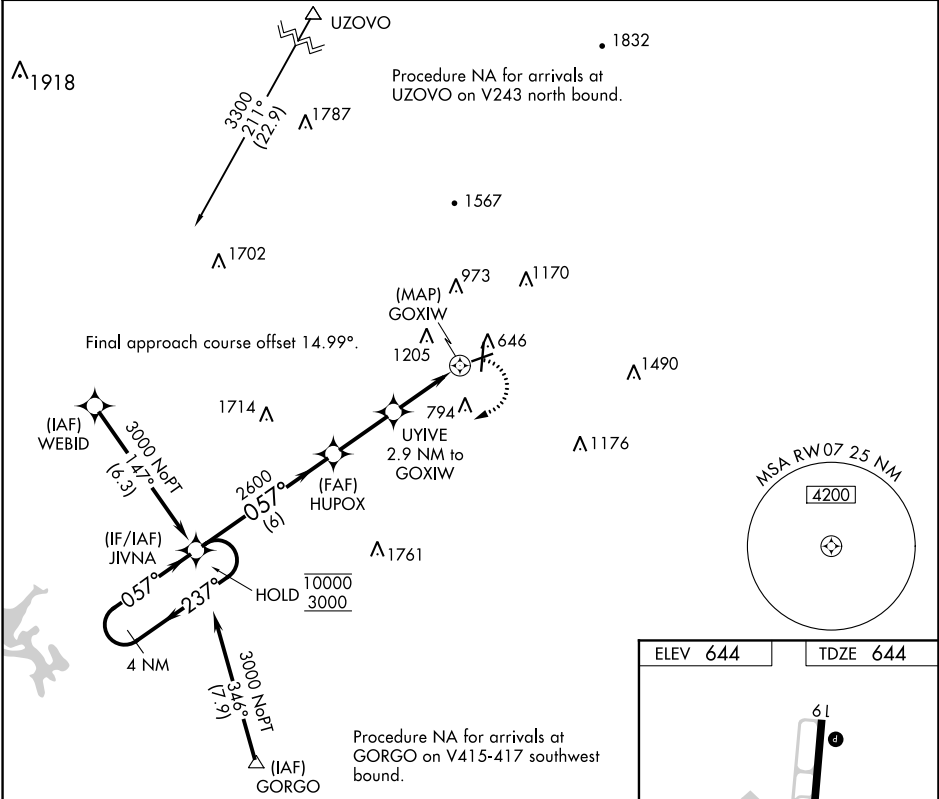 UZOVO
1832
1918
Procedure NA for arrivals at
UZOVO on V243 north bound.
3300
211°
(22.9)
1787
1567
1702
973
1170
(MAP)
GOXIW
Final approach course offset 14.99°.
1205
646
1490
(IAF)
WEBID
1714
794
3000 NoPT
147°
(6.3)
UYIVE
2.9 NM to
GOXIW
1176
MSA RW07 25 NM
4200
2600
057°
(6)
(FAF)
HUPOX
(IF/IAF)
JIVNA
1761
057°
237°
HOLD
10000
3000
4 NM
3000 NoPT
346°
(7.9)
ELEV 644
TDZE 644
19
P
Procedure NA for arrivals at
GORGO on V415-417 southwest
bound.
(IAF)
GORGO